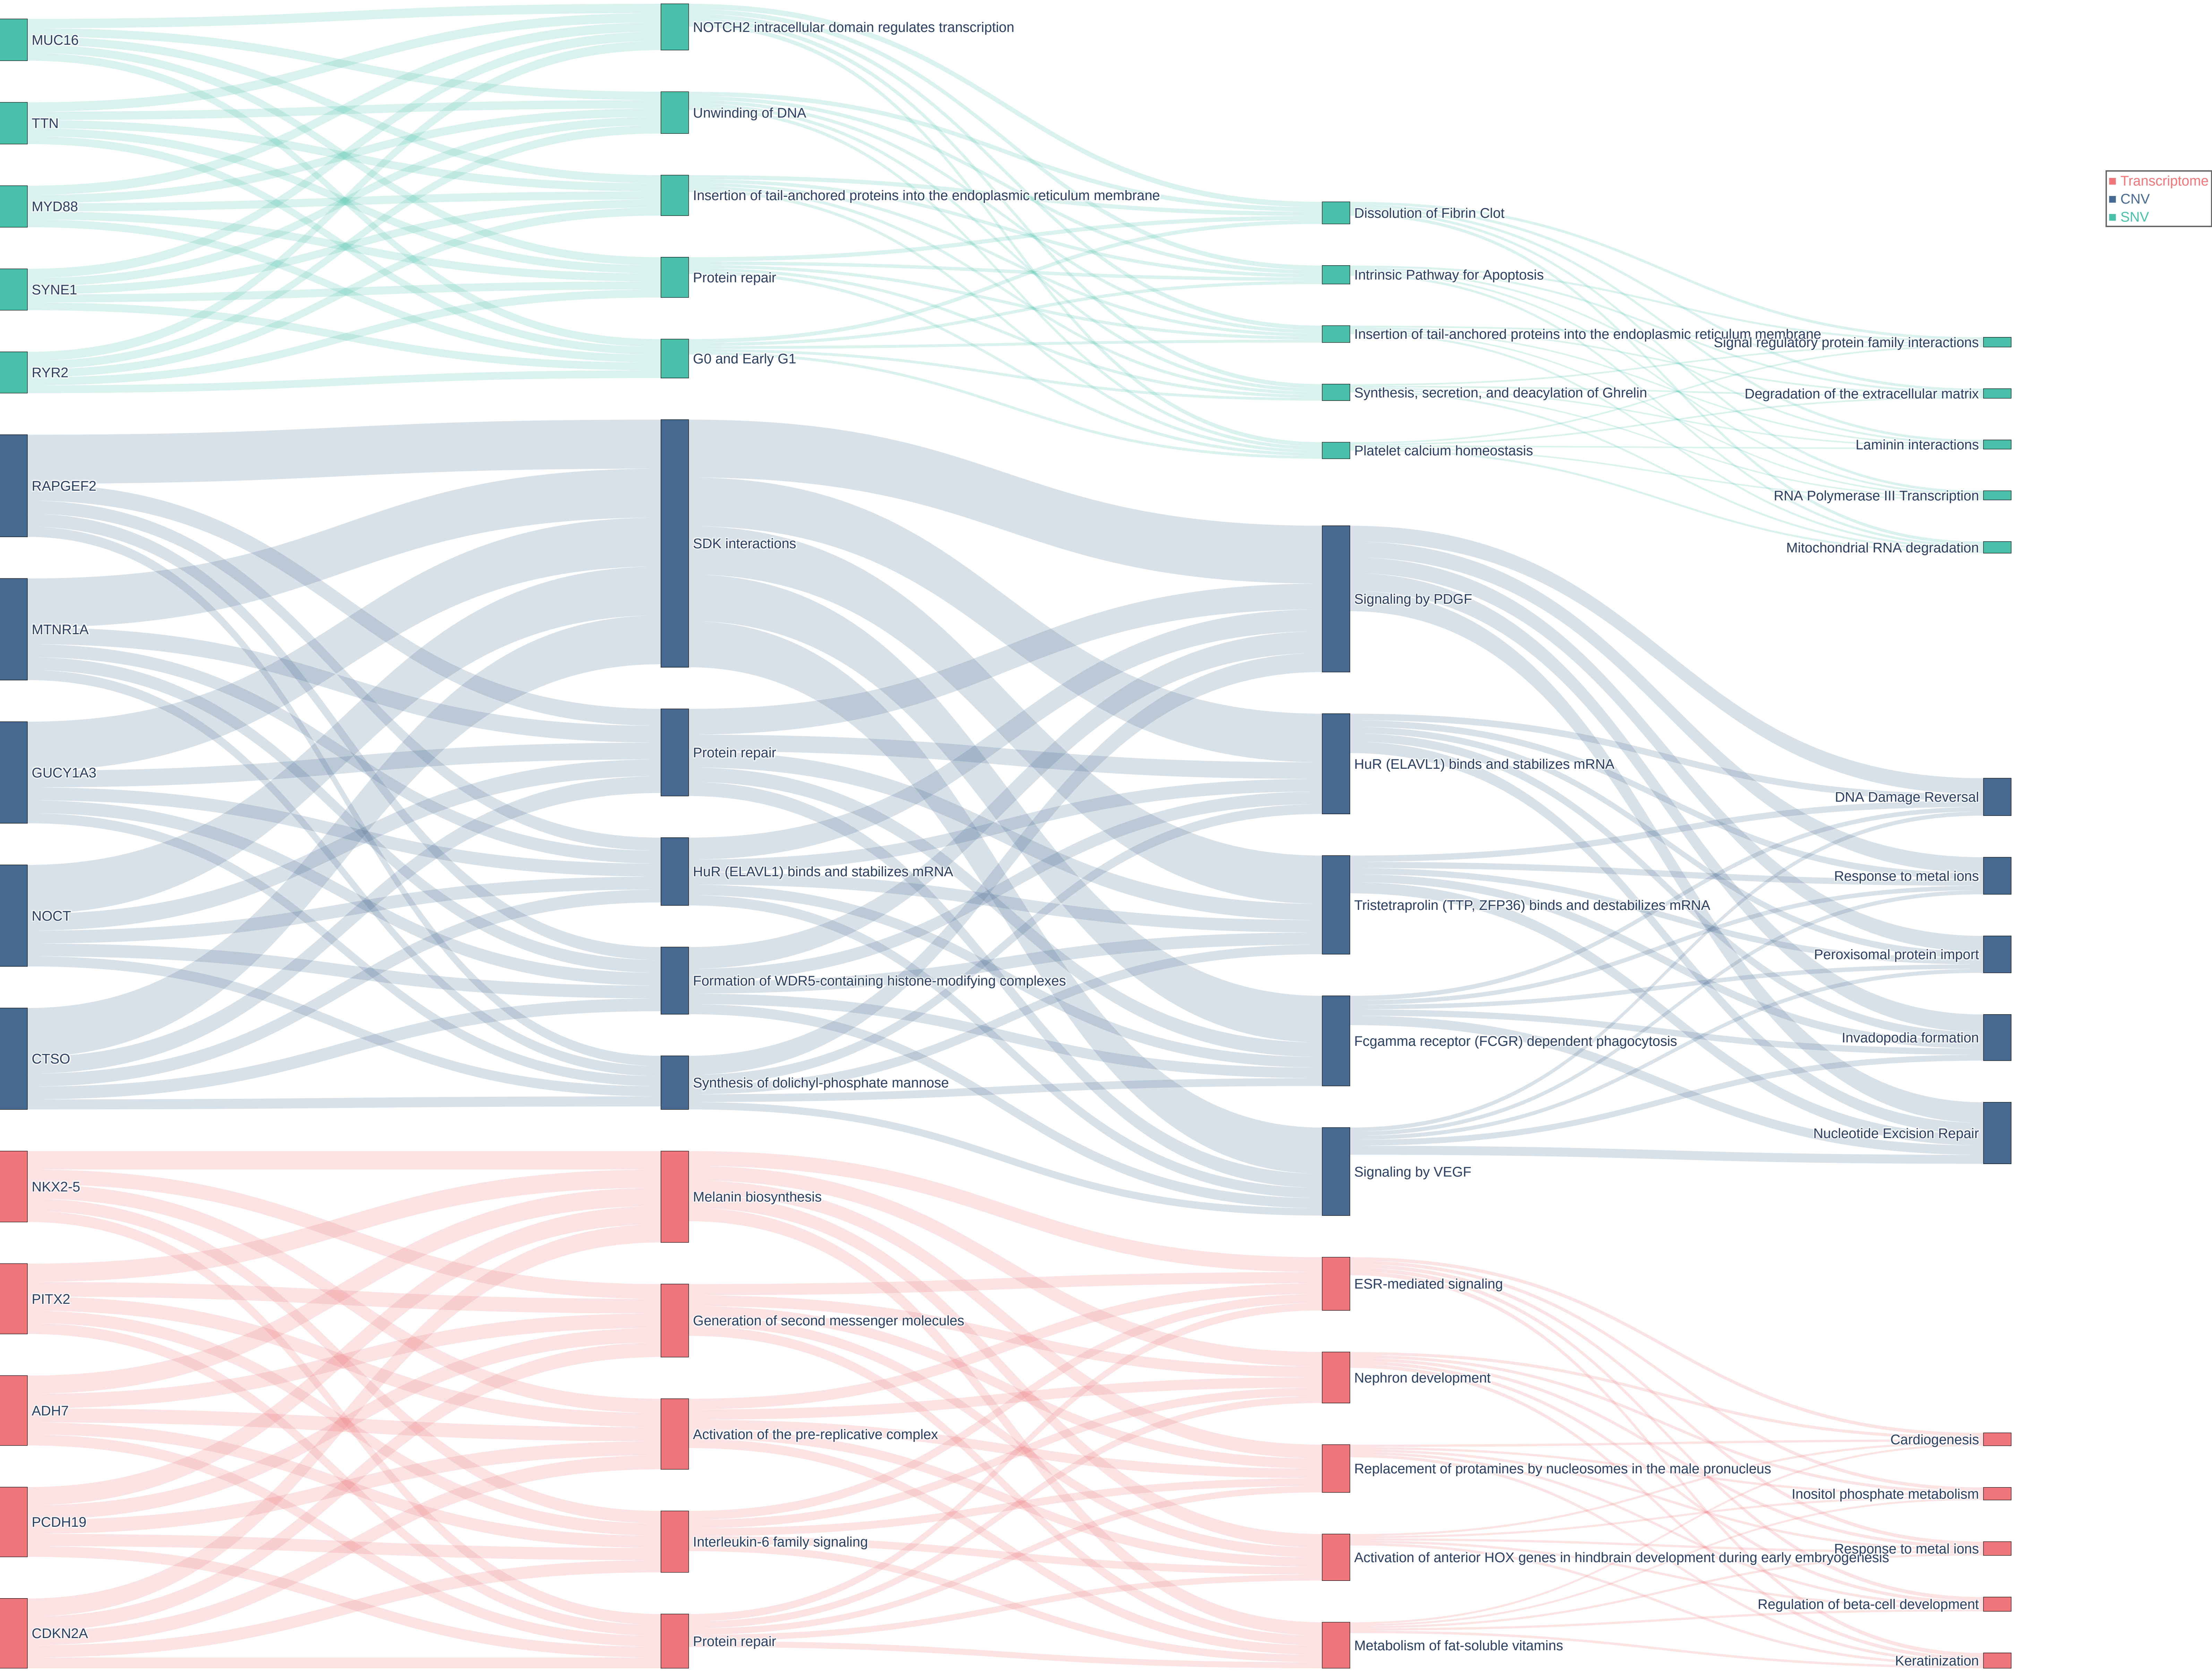 MUC16
TTN
MYD88
SYNE1
RYR2
RAPGEF2
MTNR1A
GUCY1A3
NOCT
CTSO
NKX2-5
PITX2
ADH7
PCDH19
CDKN2A
NOTCH2 intracellular domain regulates transcription
Unwinding of DNA
Insertion of tail-anchored proteins into the endoplasmic reticulum membrane
Protein repair
G0 and Early G1
SDK interactions
Protein repair
HuR (ELAVL1) binds and stabilizes mRNA
Formation of WDR5-containing histone-modifying complexes
Synthesis of dolichyl-phosphate mannose
Melanin biosynthesis
Generation of second messenger molecules
Activation of the pre-replicative complex
Interleukin-6 family signaling
Protein repair
Dissolution of Fibrin Clot
Intrinsic Pathway for Apoptosis
Insertion of tail-anchored proteins into the endoplasmic reticulum membrane
Synthesis, secretion, and deacylation of Ghrelin
Platelet calcium homeostasis
Signaling by PDGF
HuR (ELAVL1) binds and stabilizes mRNA
Tristetraprolin (TTP, ZFP36) binds and destabilizes mRNA
Fcgamma receptor (FCGR) dependent phagocytosis
Signaling by VEGF
ESR-mediated signaling
Nephron development
Replacement of protamines by nucleosomes in the male pronucleus
Activation of anterior HOX genes in hindbrain development during early embryogenesis
Metabolism of fat-soluble vitamins
Signal regulatory protein family interactions
Degradation of the extracellular matrix
Laminin interactions
RNA Polymerase III Transcription
Mitochondrial RNA degradation
DNA Damage Reversal
Response to metal ions
Peroxisomal protein import
Invadopodia formation
Nucleotide Excision Repair
Cardiogenesis
Inositol phosphate metabolism
Response to metal ions
Regulation of beta-cell development
Keratinization
Transcriptome
CNV
SNV